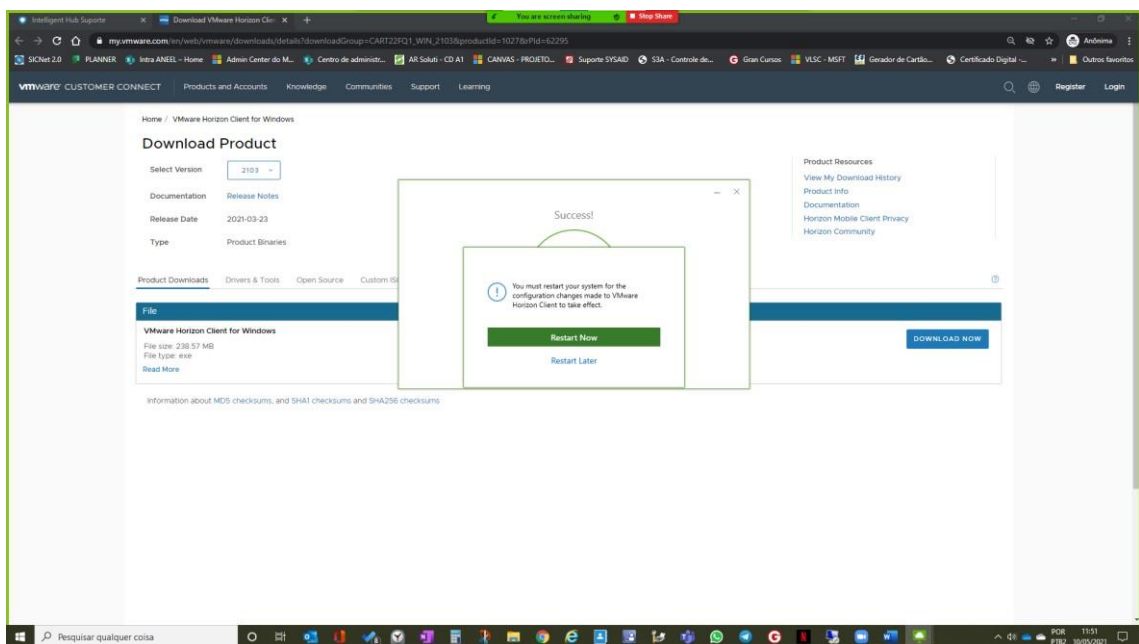 Intelligent Hub Suporte
Download VMware Horizon Clien
You are screen sharing
Stop Share
my.vmware.com/en/web/vmware/downloads/details?downloadGroup=CART22FQ1_WIN_2103&productId=1027&rPId=62295
Anônima
SICNet 2.0
PLANNER
Intra ANEEL - Home
Admin Center do M...
Centro de administr...
AR Soluti - CD A1
CANVAS - PROJETO...
Suporte SYSAID
S3A - Controle de...
Gran Cursos
VLSC - MSFT
Gerador de Cartão...
Certificado Digital -...
Outros favoritos
vmware CUSTOMER CONNECT
Products and Accounts
Knowledge
Communities
Support
Learning
Register
Login
Home / VMware Horizon Client for Windows
Download Product
Select Version
2103
Documentation
Release Notes
Release Date
2021-03-23
Type
Product Binaries
Product Resources
View My Download History
Product Info
Documentation
Horizon Mobile Client Privacy
Horizon Community
Success!
You must restart your system for the
configuration changes made to VMware
Horizon Client to take effect.
Restart Now
Restart Later
Product Downloads
Drivers & Tools
Open Source
Custom IS
File
VMware Horizon Client for Windows
File size: 238.57 MB
File type: exe
Read More
DOWNLOAD NOW
Information about MD5 checksums, and SHA1 checksums and SHA256 checksums
Pesquisar qualquer coisa
POR
PTB2
11:51
10/05/2021